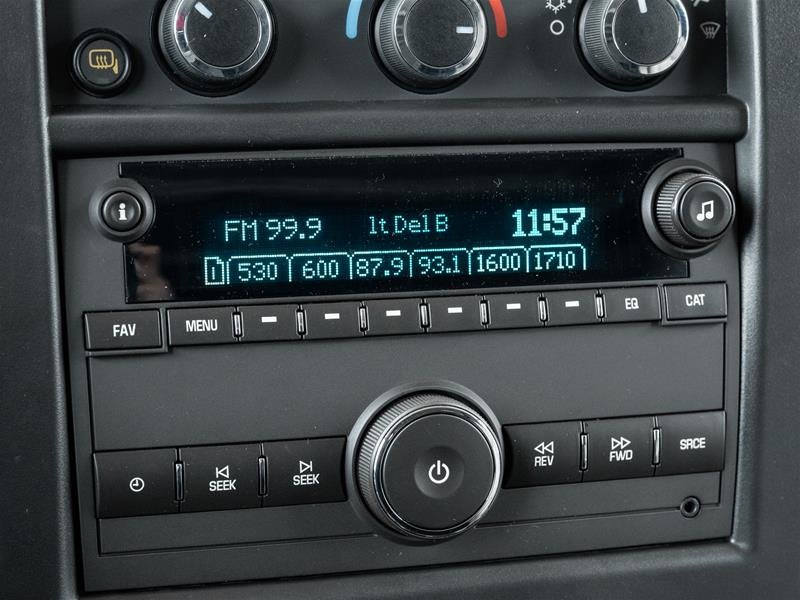 i
FM 99.9 1t Del B 11:57
1 530 600 87.9 93.1 1600 1710
FAV MENU EQ CAT
SEEK SEEK REV FWD SRCE